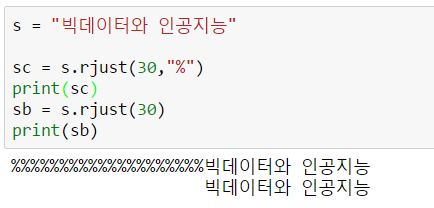 s = "빅데이터와 인공지능"
sc = s.rjust(30,"%")
print(sc)
sb = s.rjust(30)
print(sb)
%%%%%%%%%%%%%%%%%%%%빅데이터와 인공지능
빅데이터와 인공지능